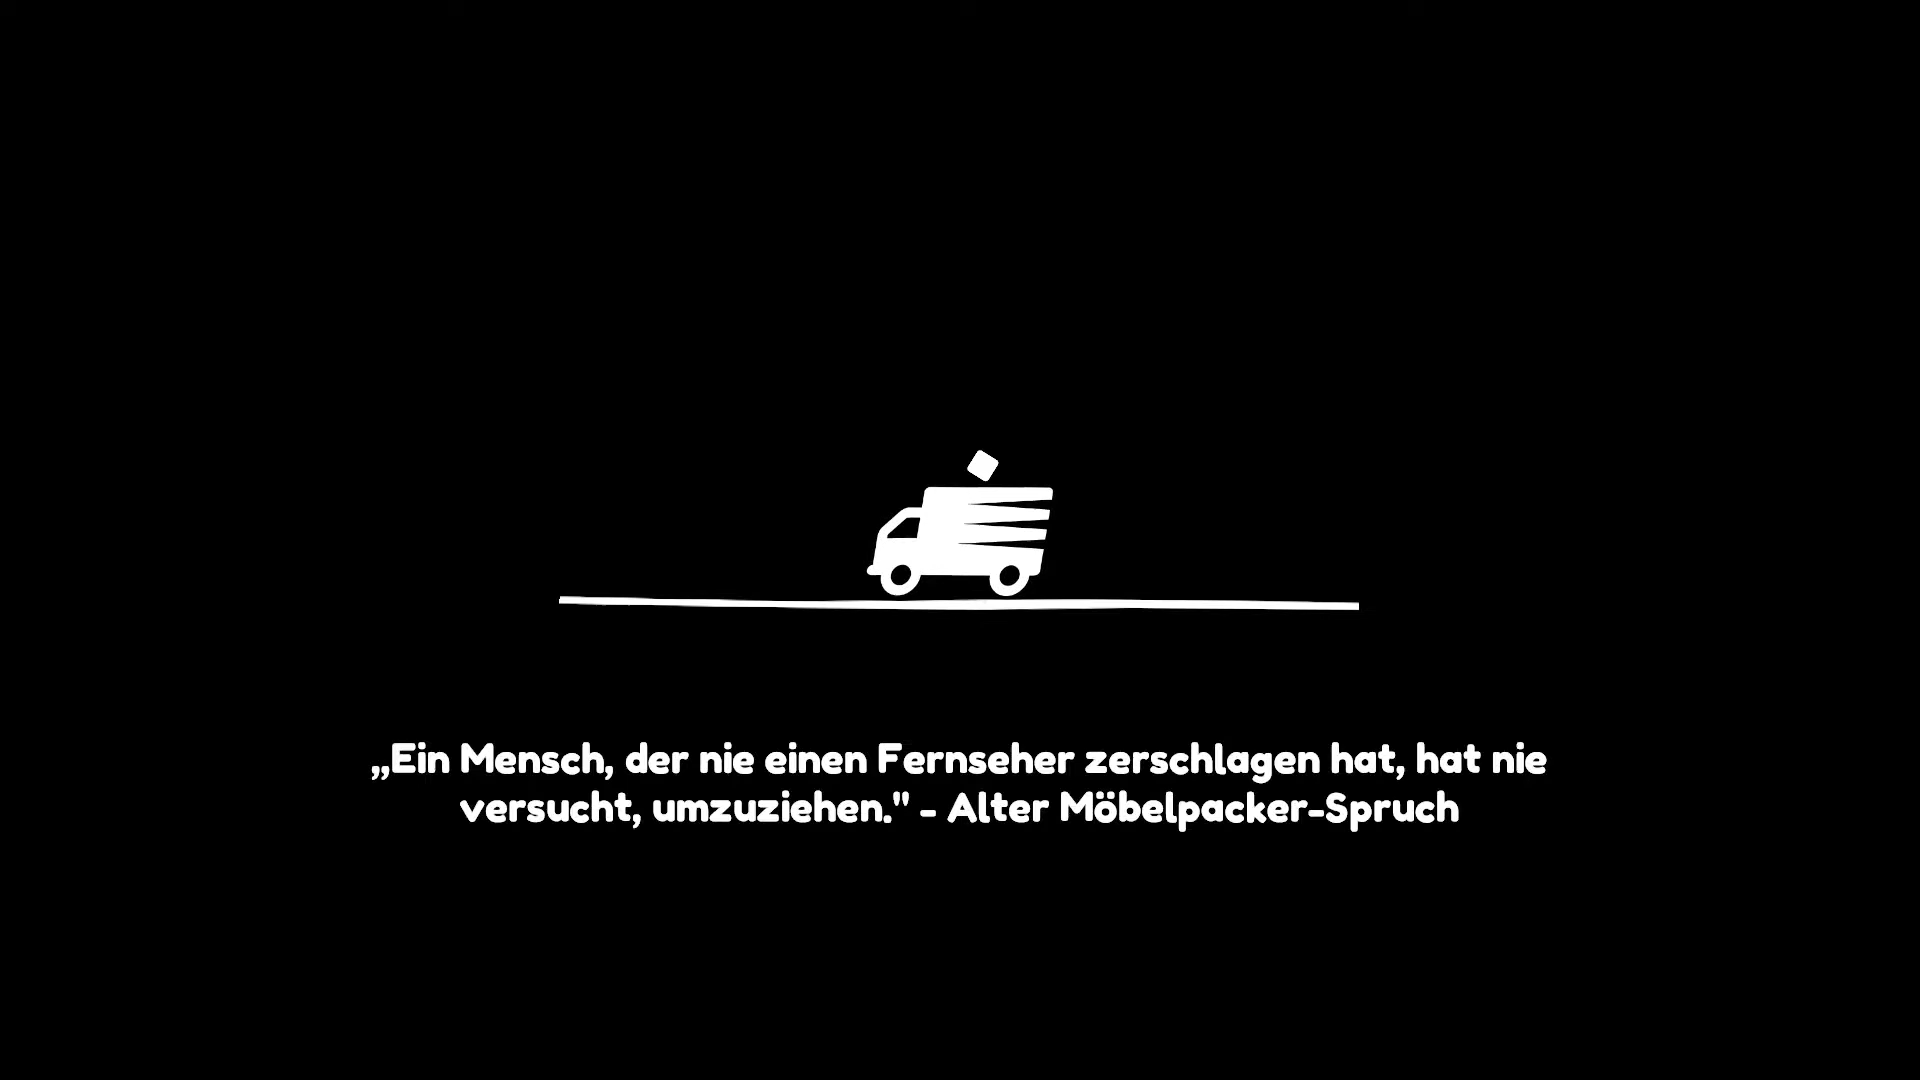 „Ein Mensch, der nie einen Fernseher zerschlagen hat, hat nie
versucht, umzuziehen." - Alter Möbelpacker-Spruch